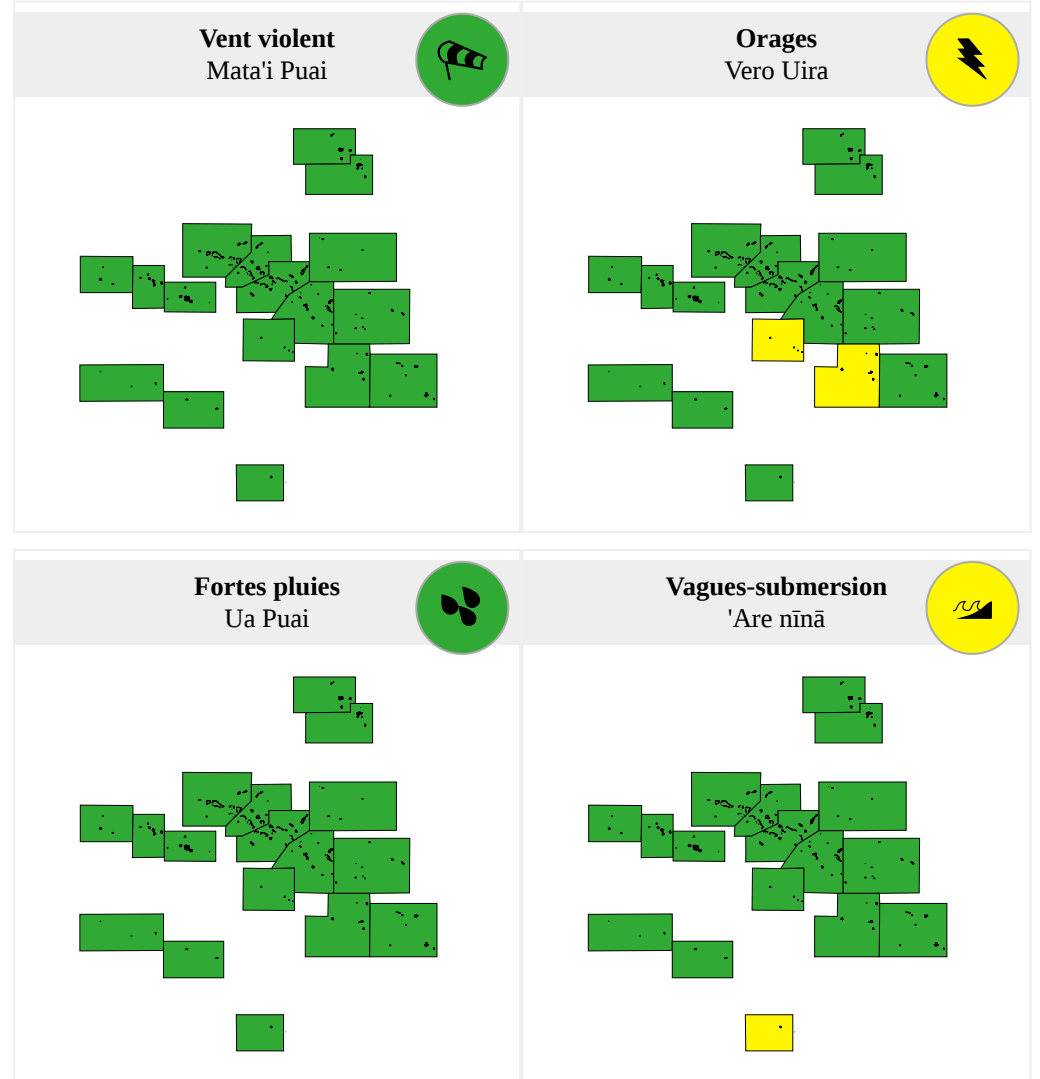 Vent violent
Mata'i Puai
Orages
Vero Uira
Fortes pluies
Ua Puai
Vagues-submersion
'Are nīnā